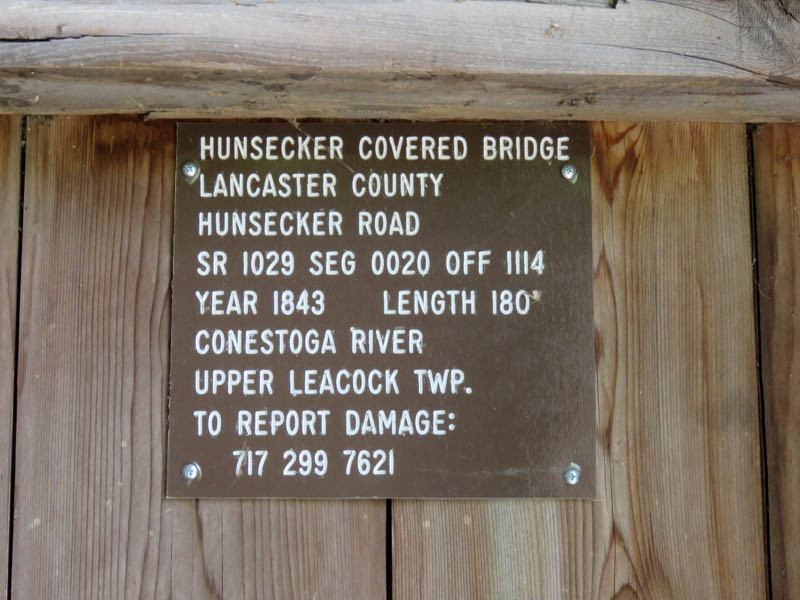 HUNSECKER COVERED BRIDGE
LANCASTER COUNTY
HUNSECKER ROAD
SR 1029 SEG 0020 OFF 1114
YEAR 1843 LENGTH 180'
CONESTOGA RIVER
UPPER LEACOCK TWP.
TO REPORT DAMAGE:
717 299 7621